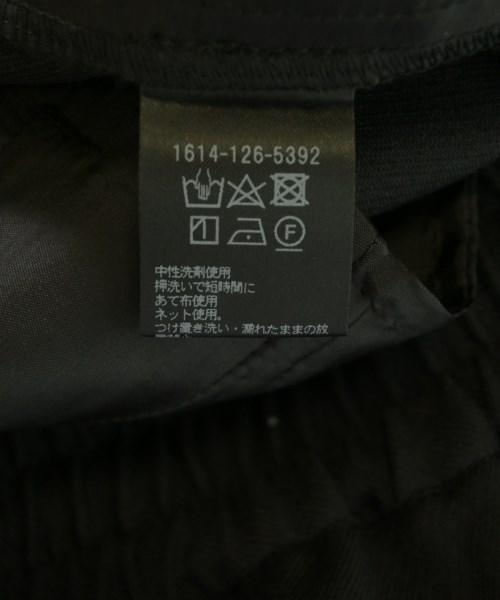 1614-126-5392
中性洗剤使用
押洗いで短時間に
あて布使用
ネット使用。
つけ置き洗い・濡れたままの放